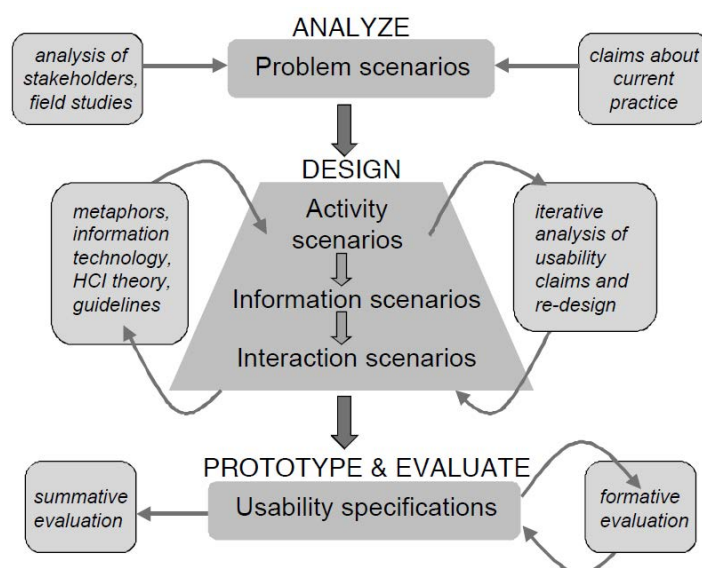 ANALYZE
analysis of
stakeholders,
field studies
Problem scenarios
claims about
current
practice
DESIGN
metaphors,
information
technology,
HCI theory,
guidelines
Activity
scenarios
Information scenarios
Interaction scenarios
iterative
analysis of
usability
claims and
re-design
PROTOTYPE & EVALUATE
summative
evaluation
Usability specifications
formative
evaluation